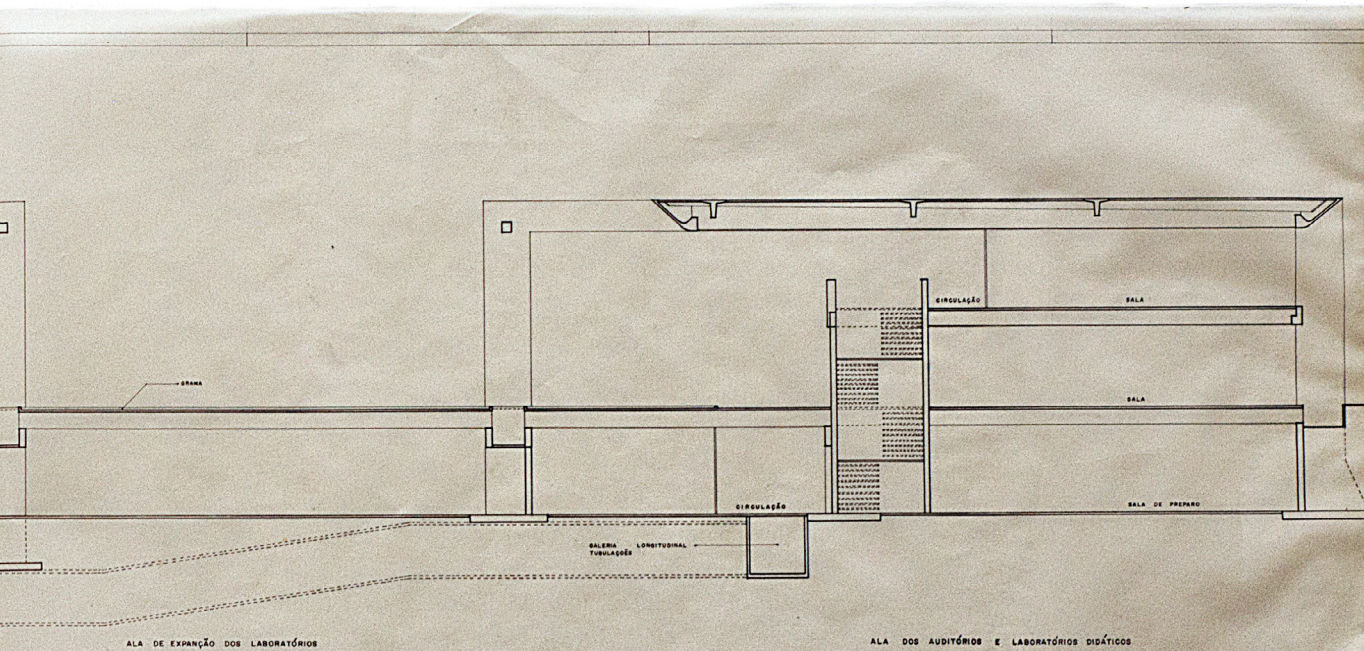 CIRCULAÇÃO
SALA
GRAMA
SALA
CIRCULAÇÃO
SALA DE PREPARO
GALERIA LONGITUDINAL
TUBULAÇÕES
ALA DE EXPANÇÃO DOS LABORATÓRIOS
ALA DOS AUDITÓRIOS E LABORATÓRIOS DIDÁTICOS